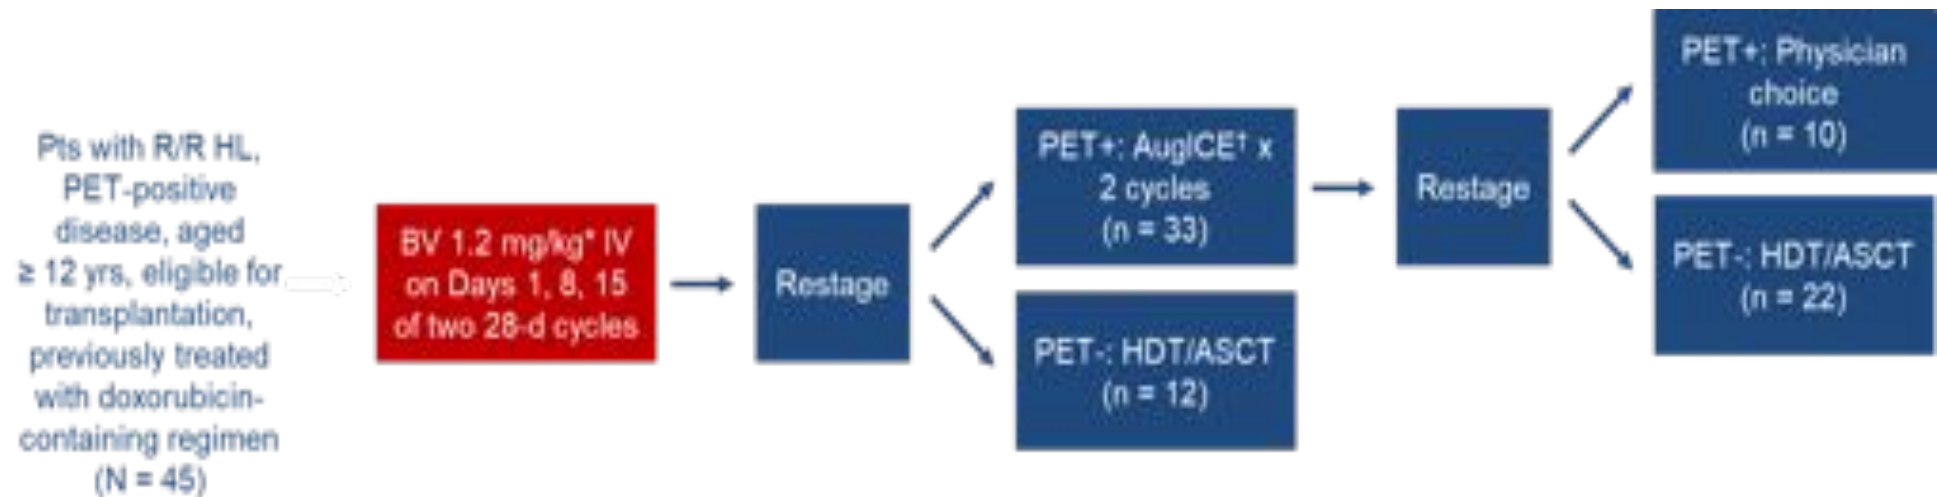 Pts with R/R HL,
PET-positive
disease, aged
≥ 12 yrs, eligible for
transplantation,
previously treated
with doxorubicin-
containing regimen
(N = 45)
BV 1.2 mg/kg* IV
on Days 1, 8, 15
of two 28-d cycles
Restage
PET+: AugICE† x
2 cycles
(n = 33)
PET-: HDT/ASCT
(n = 12)
Restage
PET+: Physician
choice
(n = 10)
PET-: HDT/ASCT
(n = 22)